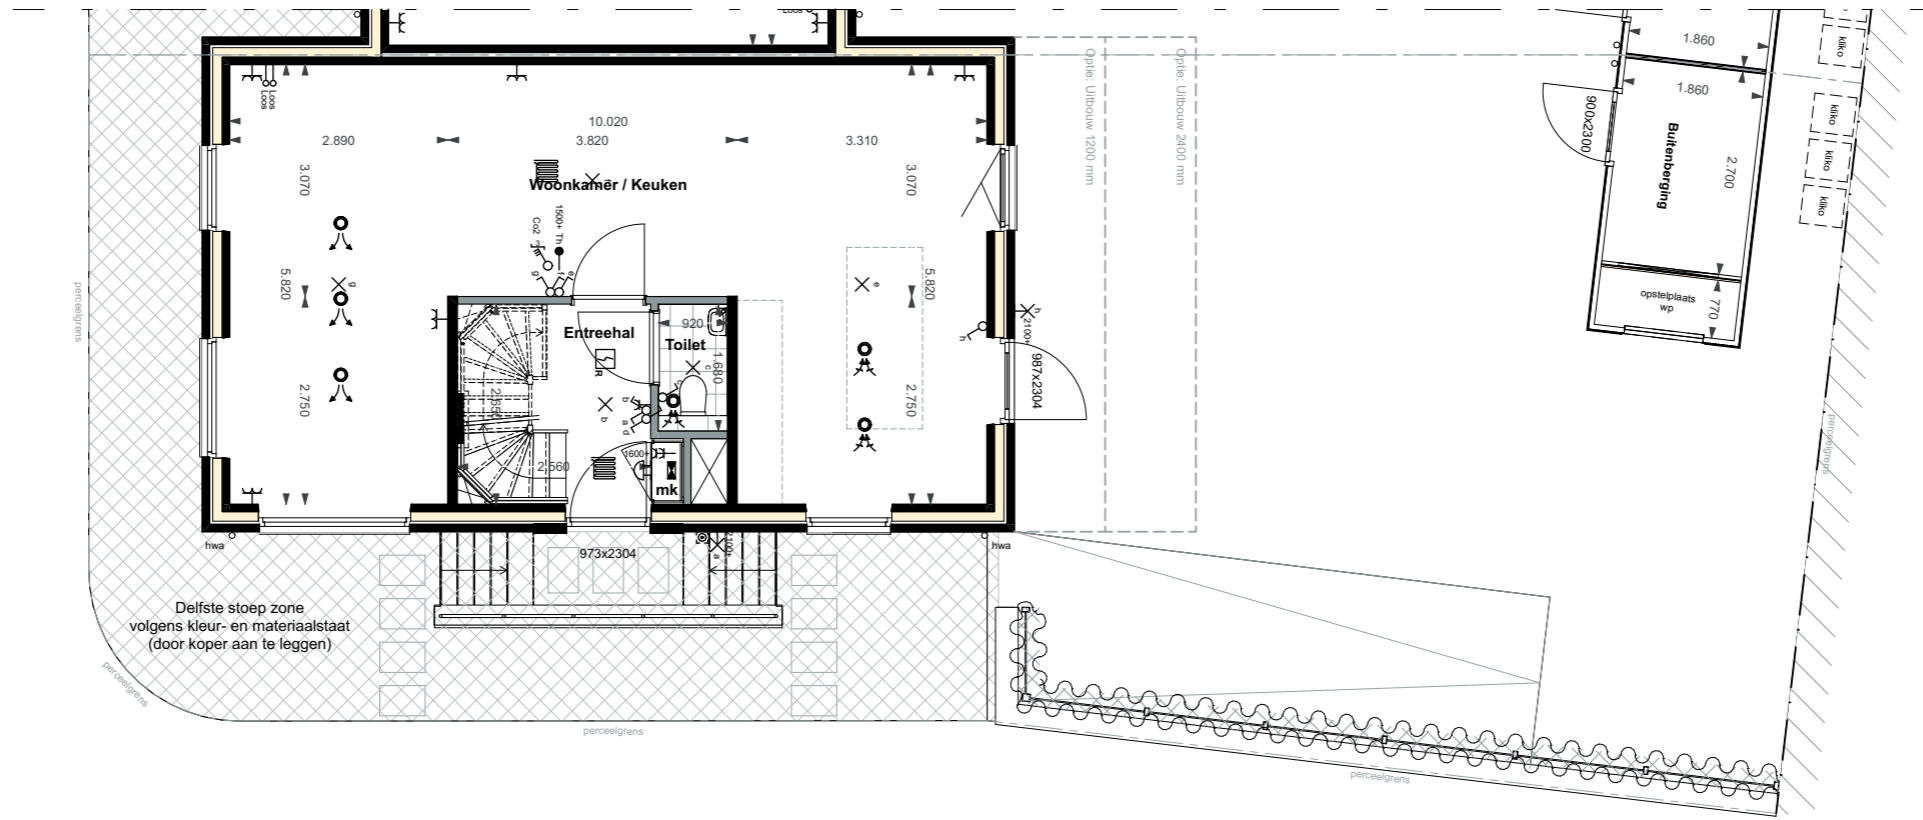 Loos
1.860
kliko
1.860
kliko
kliko
kliko
900x2300
Buitenberging
2.700
opstelplaats
wp
770
Optie: Uitbouw 1200 mm
Optie: Uitbouw 2400 mm
Loos
Loos
10.020
2.890
3.820
3.310
3.070
3.070
Woonkamer / Keuken
1500+ Th
Co2
g
f
e
g
e
5.820
5.820
2.750
2.750
Entreehal
R
Toilet
920
1.680
c
c
2.650
b
b
a
d
2.560
1600+
mk
h
2100+
h
987x2304
hwa
hwa
973x2304
2100+
a
Delfste stoep zone
volgens kleur- en materiaalstaat
(door koper aan te leggen)
perceelgrens
perceelgrens
perceelgrens
perceelgrens
perceelgrens